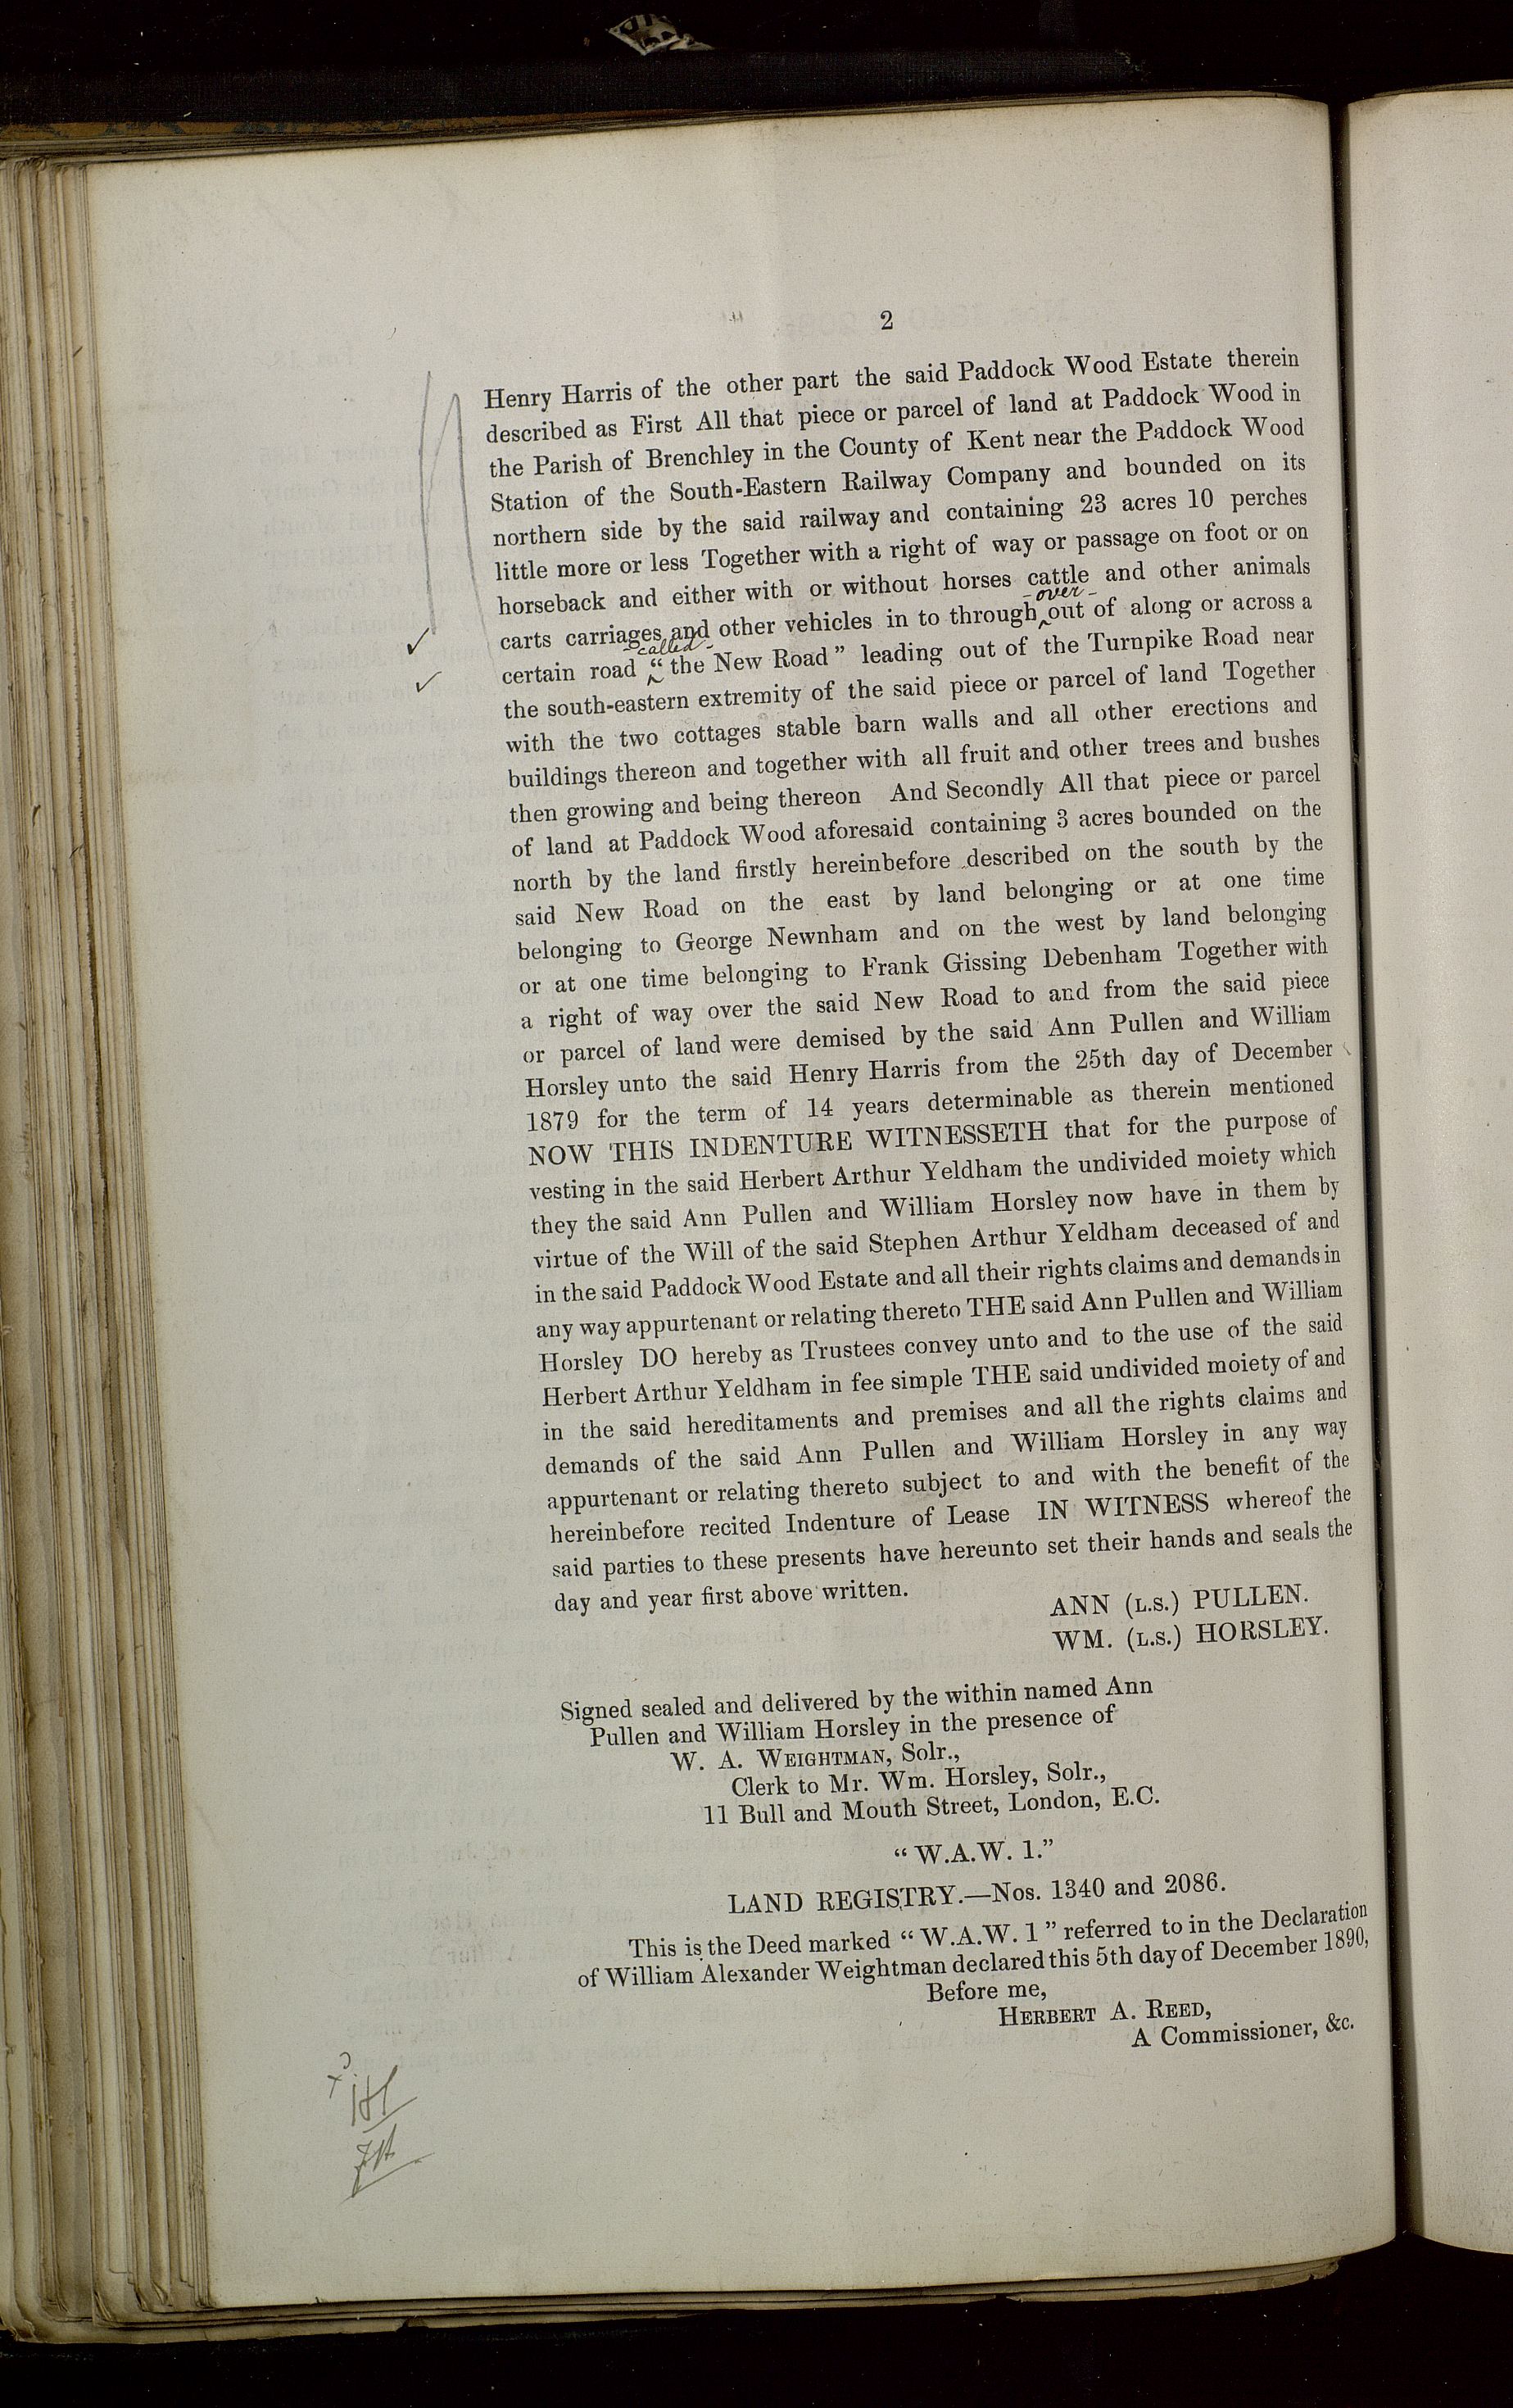 2
Henry Harris of the other part the said Paddock Wood Estate therein
described as First All that piece or parcel of land at Paddock Wood in
the Parish of Brenchley in the County of Kent near the Paddock Wood
Station of the South-Eastern Railway Company and bounded on its
northern side by the said railway and containing 23 acres 10 perches
little more or less Together with a right of way or passage on foot or on
horseback and either with or without horses cattle and other animals
-over-
carts carriages and other vehicles in to through ‸ out of along or across a
-called-
certain road ‸ “the New Road” leading out of the Turnpike Road near
the south-eastern extremity of the said piece or parcel of land Together
with the two cottages stable barn walls and all other erections and
buildings thereon and together with all fruit and other trees and bushes
then growing and being thereon And Secondly All that piece or parcel
of land at Paddock Wood aforesaid containing 3 acres bounded on the
north by the land firstly hereinbefore described on the south by the
said New Road on the east by land belonging or at one time
belonging to George Newnham and on the west by land belonging
or at one time belonging to Frank Gissing Debenham Together with
a right of way over the said New Road to and from the said piece
or parcel of land were demised by the said Ann Pullen and William
Horsley unto the said Henry Harris from the 25th day of December
1879 for the term of 14 years determinable as therein mentioned
NOW THIS INDENTURE WITNESSETH that for the purpose of
vesting in the said Herbert Arthur Yeldham the undivided moiety which
they the said Ann Pullen and William Horsley now have in them by
virtue of the Will of the said Stephen Arthur Yeldham deceased of and
in the said Paddock Wood Estate and all their rights claims and demands in
any way appurtenant or relating thereto THE said Ann Pullen and William
Horsley DO hereby as Trustees convey unto and to the use of the said
Herbert Arthur Yeldham in fee simple THE said undivided moiety of and
in the said hereditaments and premises and all the rights claims and
demands of the said Ann Pullen and William Horsley in any way
appurtenant or relating thereto subject to and with the benefit of the
hereinbefore recited Indenture of Lease IN WITNESS whereof the
said parties to these presents have hereunto set their hands and seals the
day and year first above written.
ANN (L.S.) PULLEN.
WM. (L.S.) HORSLEY.
Signed sealed and delivered by the within named Ann
Pullen and William Horsley in the presence of
W. A. WEIGHTMAN, Solr.,
Clerk to Mr. Wm. Horsley, Solr.,
11 Bull and Mouth Street, London, E.C.
“W.A.W. 1.”
LAND REGISTRY.—Nos. 1340 and 2086.
This is the Deed marked “W.A.W. 1” referred to in the Declaration
of William Alexander Weightman declared this 5th day of December 1890,
Before me,
HERBERT A. REED,
A Commissioner, &c.